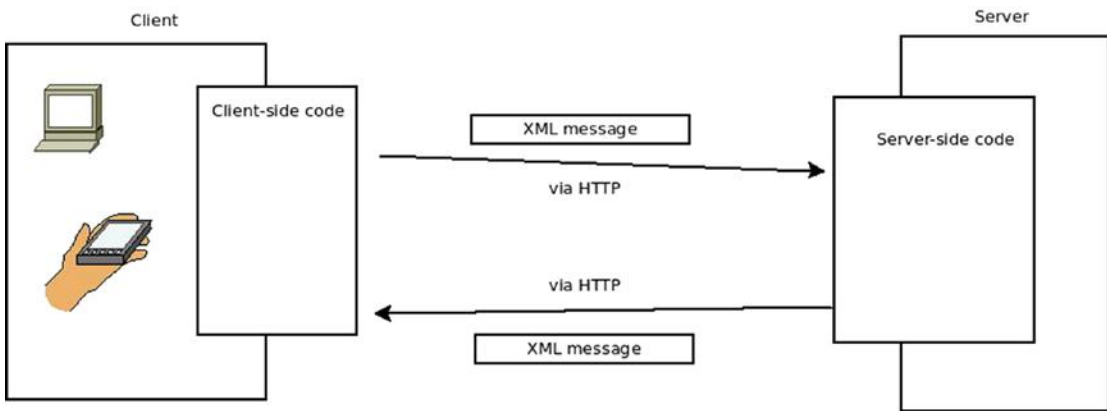 Client
Server
Client-side code
XML message
Server-side code
via HTTP
via HTTP
XML message